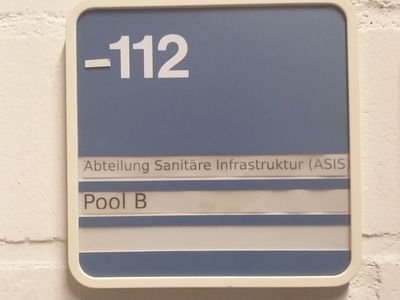 -112
Abteilung Sanitäre Infrastruktur (ASIS)
Pool B